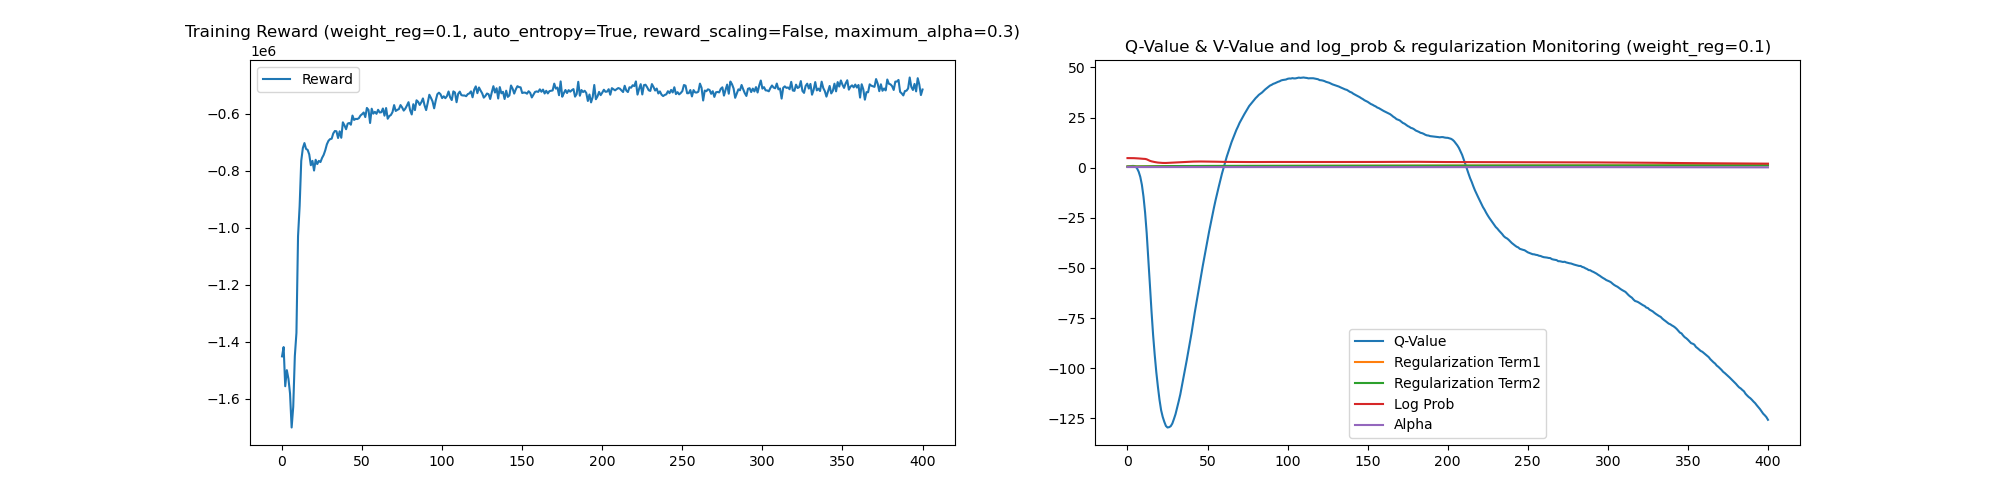 Training Reward (weight_reg=0.1, auto_entropy=True, reward_scaling=False, maximum_alpha=0.3)
1e6
Reward
−0.6
−0.8
−1.0
−1.2
−1.4
−1.6
0 50 100 150 200 250 300 350 400
Q-Value & V-Value and log_prob & regularization Monitoring (weight_reg=0.1)
50
25
0
−25
−50
−75
−100
−125
Q-Value
Regularization Term1
Regularization Term2
Log Prob
Alpha
0 50 100 150 200 250 300 350 400